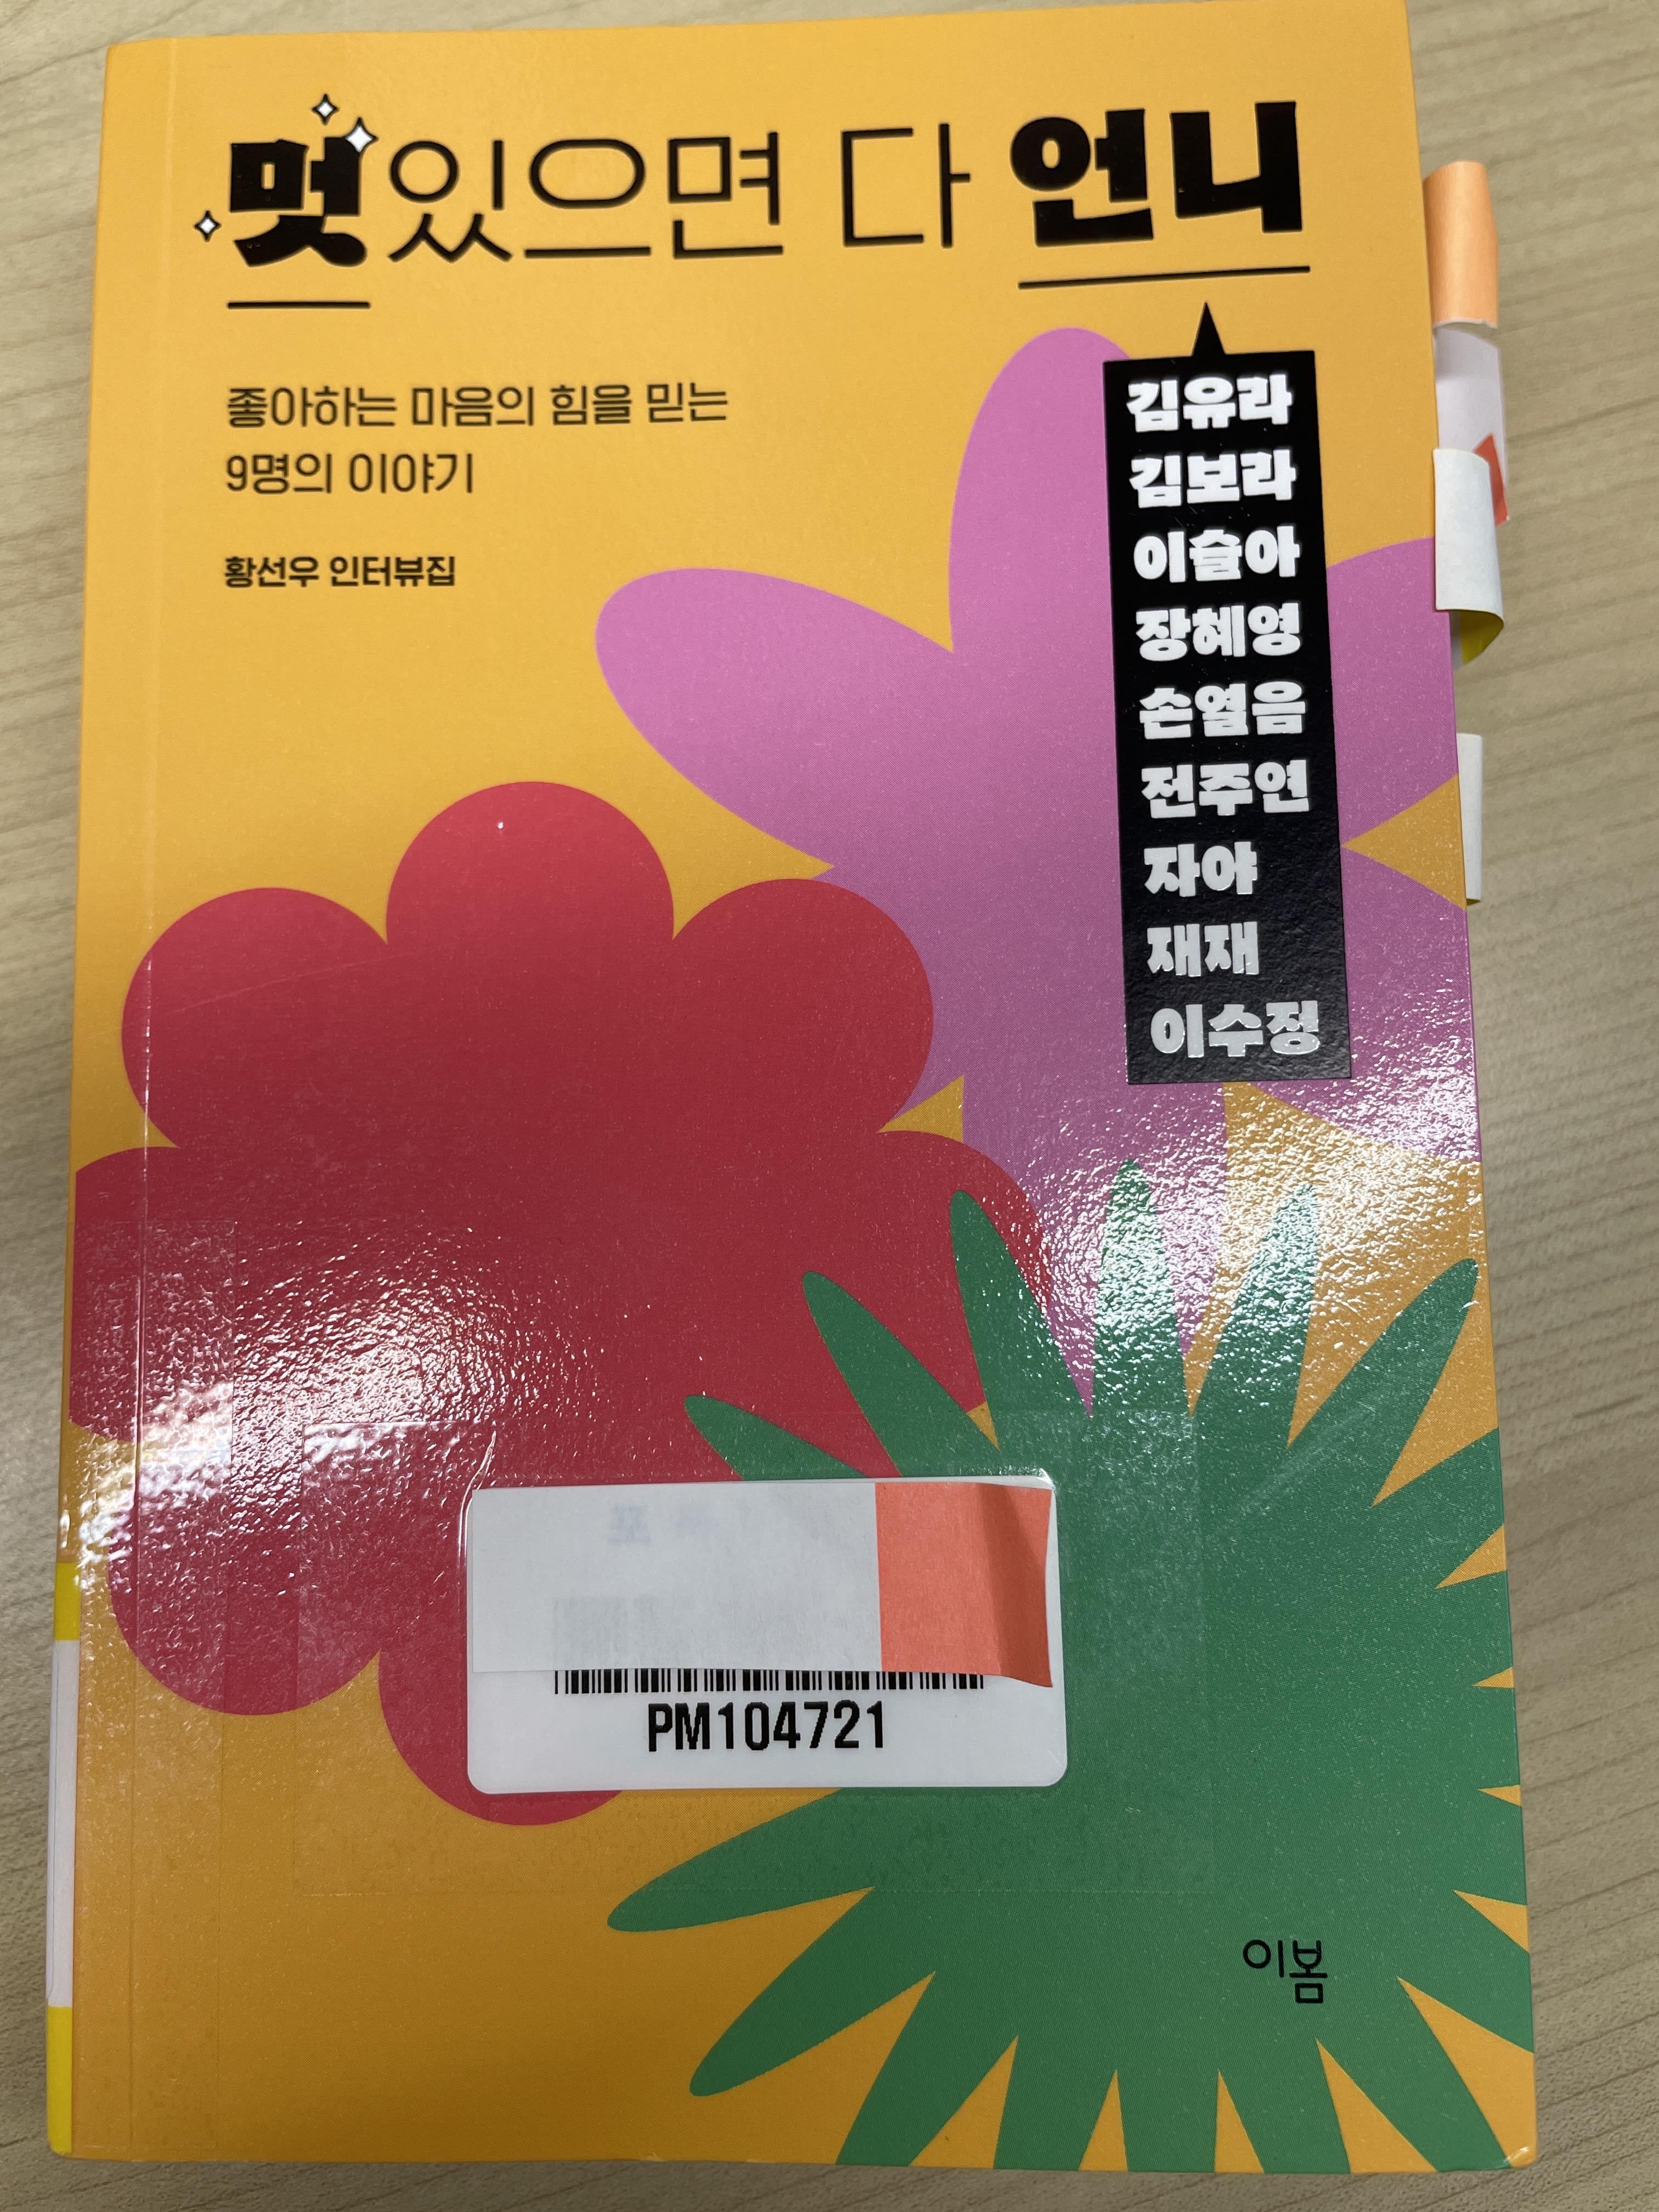 멋있으면 다 언니
좋아하는 마음의 힘을 믿는
9명의 이야기
황선우 인터뷰집
김유라
김보라
이슬아
장혜영
손열음
전주연
자야
재재
이수정
PM104721
이봄